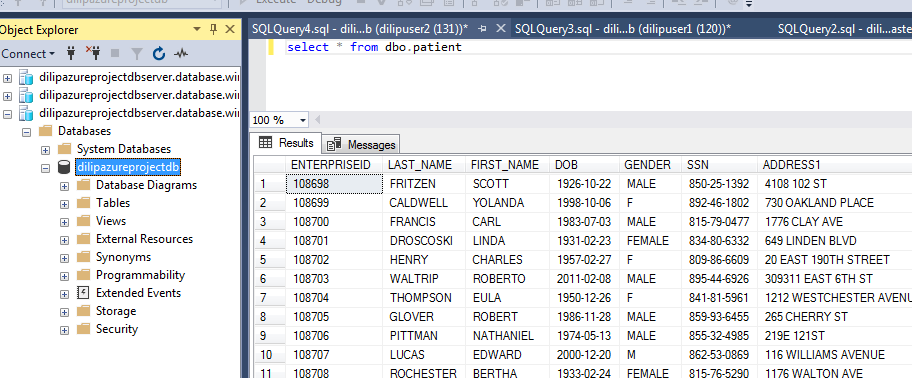 Execute Debug
Object Explorer
Connect
dilipazureprojectdbserver.database.wi
dilipazureprojectdbserver.database.wi
dilipazureprojectdbserver.database.wi
Databases
System Databases
dilipazureprojectdb
Database Diagrams
Tables
Views
External Resources
Synonyms
Programmability
Extended Events
Storage
Security
SQLQuery4.sql - dili...b (dilipuser2 (131))* SQLQuery3.sql - dili...b (dilipuser1 (120))* SQLQuery2.sql - dili...aste
select * from dbo.patient
100 %
Results Messages
ENTERPRISEID LAST_NAME FIRST_NAME DOB GENDER SSN ADDRESS1
1 108698 FRITZEN SCOTT 1926-10-22 MALE 850-25-1392 4108 102 ST
2 108699 CALDWELL YOLANDA 1998-10-06 F 892-46-1802 730 OAKLAND PLACE
3 108700 FRANCIS CARL 1983-07-03 MALE 815-79-0477 1776 CLAY AVE
4 108701 DROSCOSKI LINDA 1931-02-23 FEMALE 834-80-6332 649 LINDEN BLVD
5 108702 HENRY CHARLES 1957-02-27 F 809-86-6609 20 EAST 190TH STREET
6 108703 WALTRIP ROBERTO 2011-02-08 MALE 895-44-6926 309311 EAST 6TH ST
7 108704 THOMPSON EULA 1950-12-26 F 841-81-5961 1212 WESTCHESTER AVENU
8 108705 GLOVER ROBERT 1986-11-28 MALE 859-93-6455 265 CHERRY ST
9 108706 PITTMAN NATHANIEL 1974-05-13 MALE 855-32-4985 219E 121ST
10 108707 LUCAS EDWARD 2000-12-20 M 862-53-0869 116 WILLIAMS AVENUE
11 108708 ROCHESTER BERTHA 1933-02-24 FEMALE 815-76-5290 1176 WALTON AVE